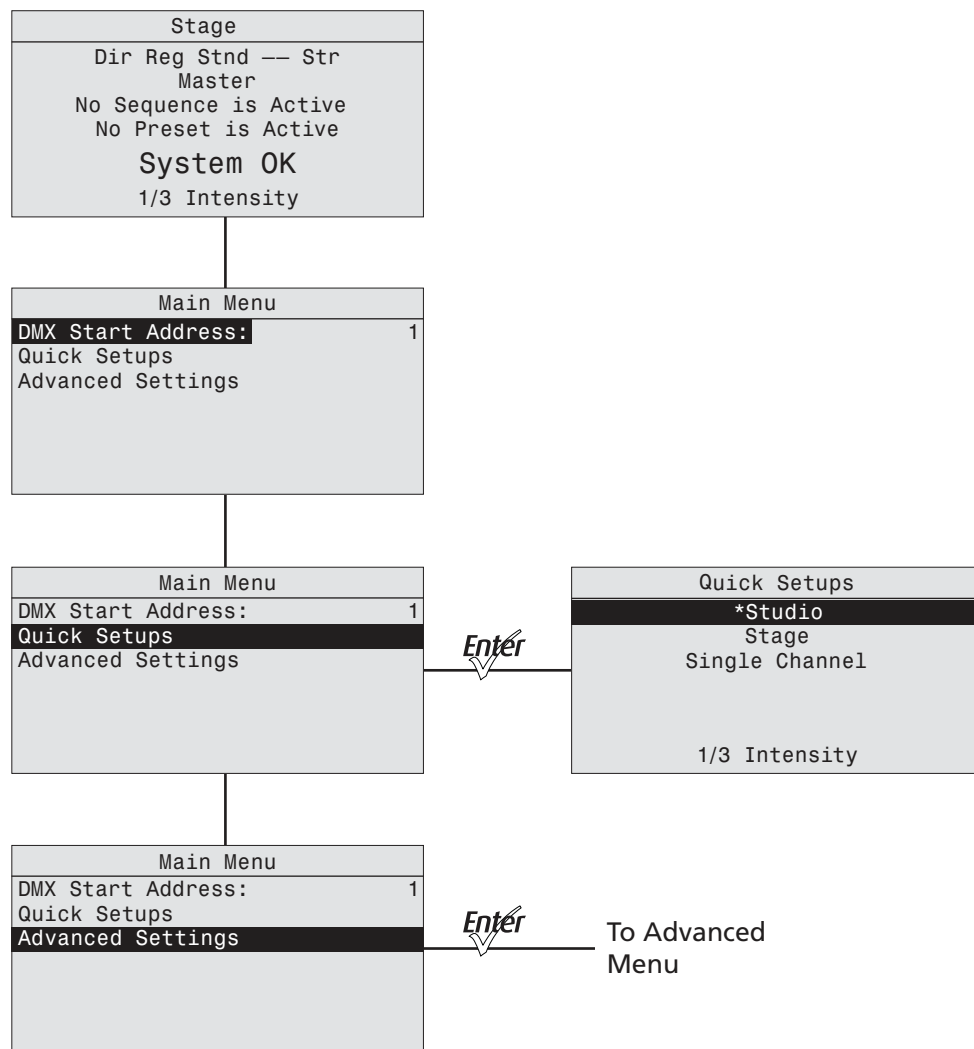 Stage
Dir Reg Stnd –– Str
Master
No Sequence is Active
No Preset is Active
System OK
1/3 Intensity
Main Menu
DMX Start Address: 1
Quick Setups
Advanced Settings
Main Menu
DMX Start Address: 1
Quick Setups
Advanced Settings
Enter
Quick Setups
*Studio
Stage
Single Channel
1/3 Intensity
Main Menu
DMX Start Address: 1
Quick Setups
Advanced Settings
Enter
To Advanced
Menu